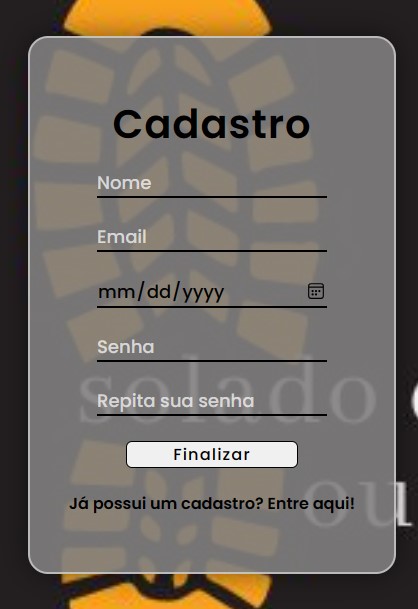 Cadastro
Nome
Email
mm/dd/yyyy
Senha
solado
Repita sua senha
Finalizar
Já possui um cadastro? Entre aqui!
ou